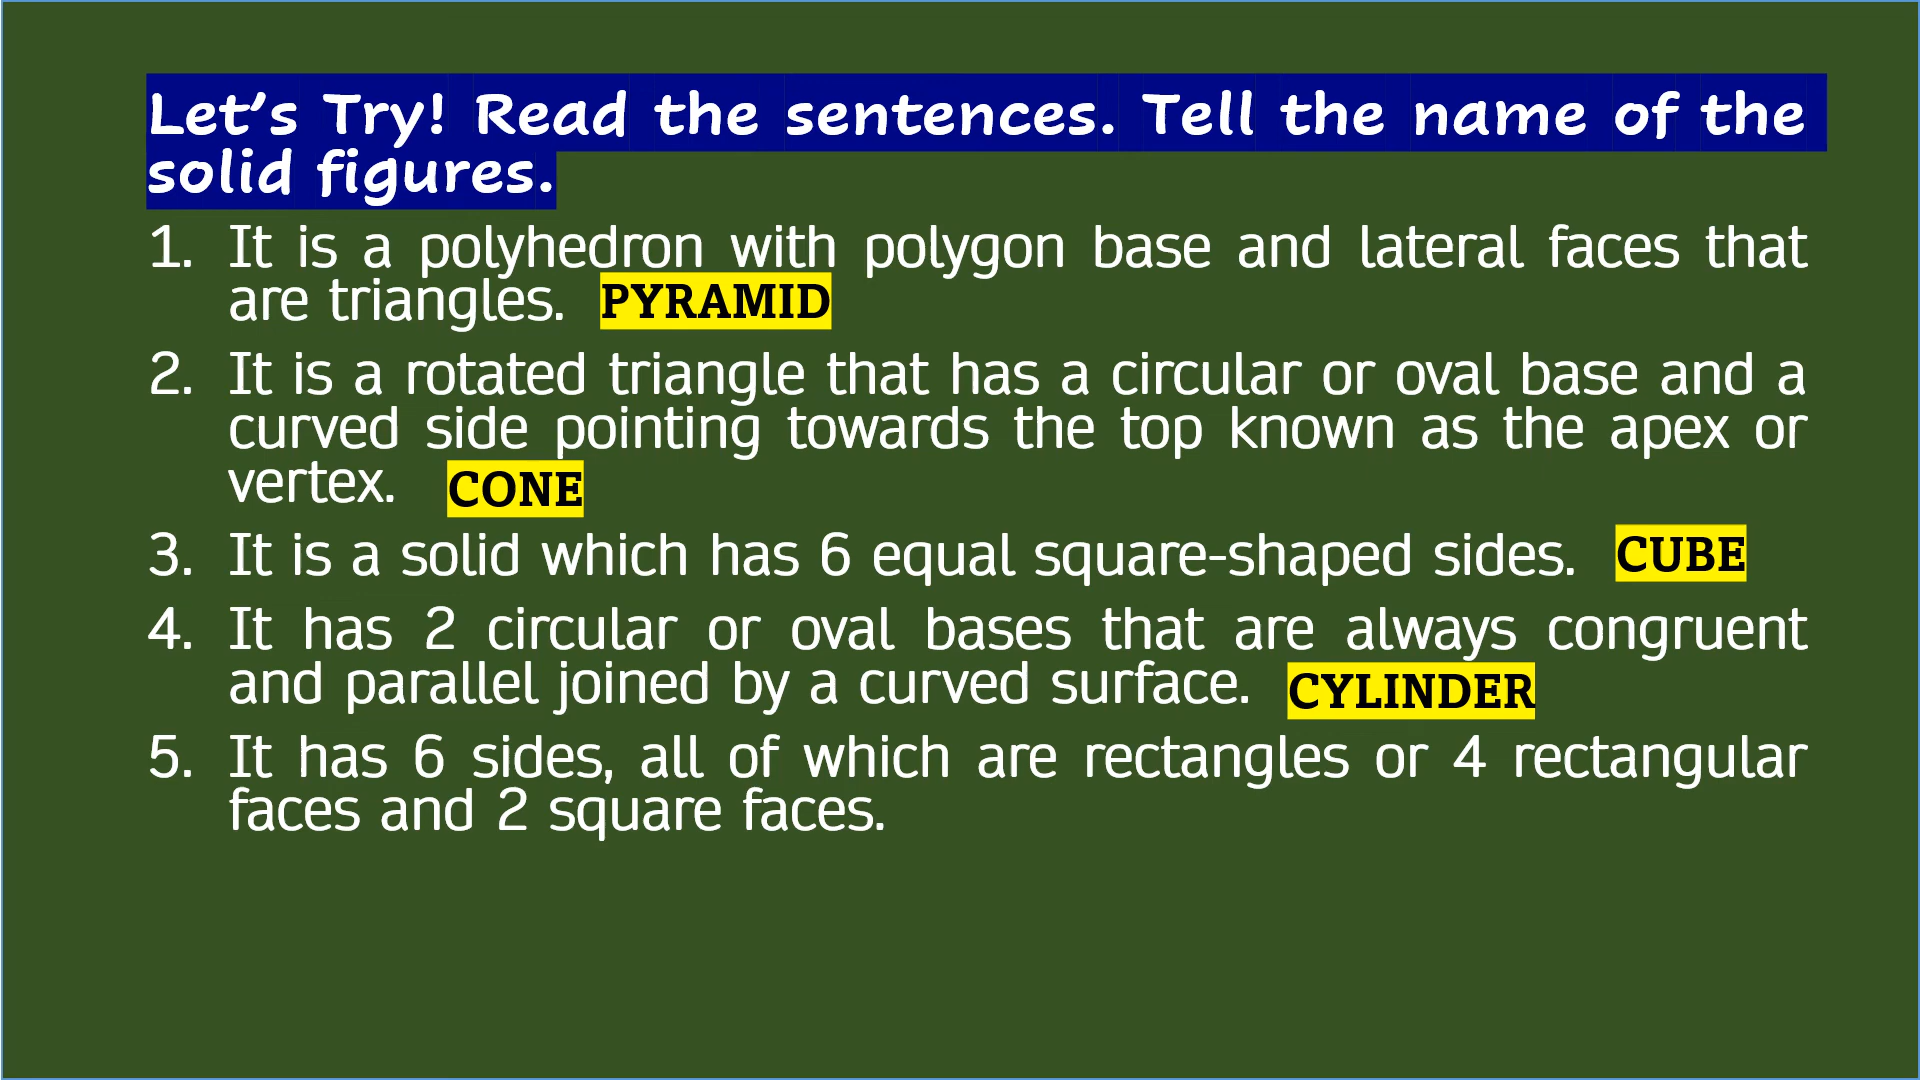 Let’s Try! Read the sentences. Tell the name of the
solid figures.
1. It is a polyhedron with polygon base and lateral faces that
are triangles. PYRAMID
2. It is a rotated triangle that has a circular or oval base and a
curved side pointing towards the top known as the apex or
vertex. CONE
3. It is a solid which has 6 equal square-shaped sides. CUBE
4. It has 2 circular or oval bases that are always congruent
and parallel joined by a curved surface. CYLINDER
5. It has 6 sides, all of which are rectangles or 4 rectangular
faces and 2 square faces.